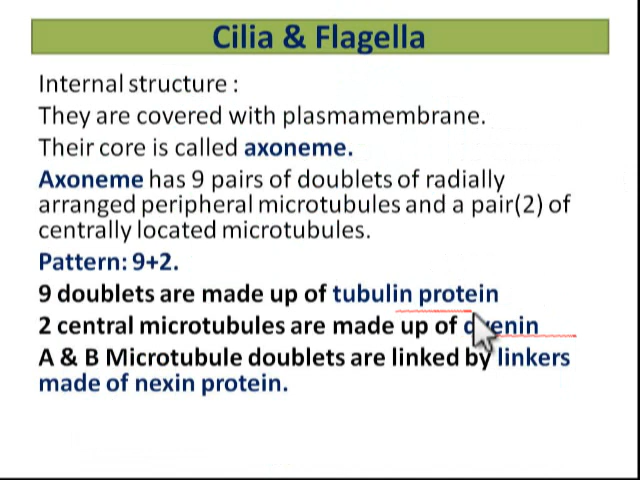 Cilia & Flagella
Internal structure :
They are covered with plasmamembrane.
Their core is called axoneme.
Axoneme has 9 pairs of doublets of radially
arranged peripheral microtubules and a pair(2) of
centrally located microtubules.
Pattern: 9+2.
9 doublets are made up of tubulin protein
2 central microtubules are made up of
A & B Microtubule doublets are linked by linkers
made of nexin protein.